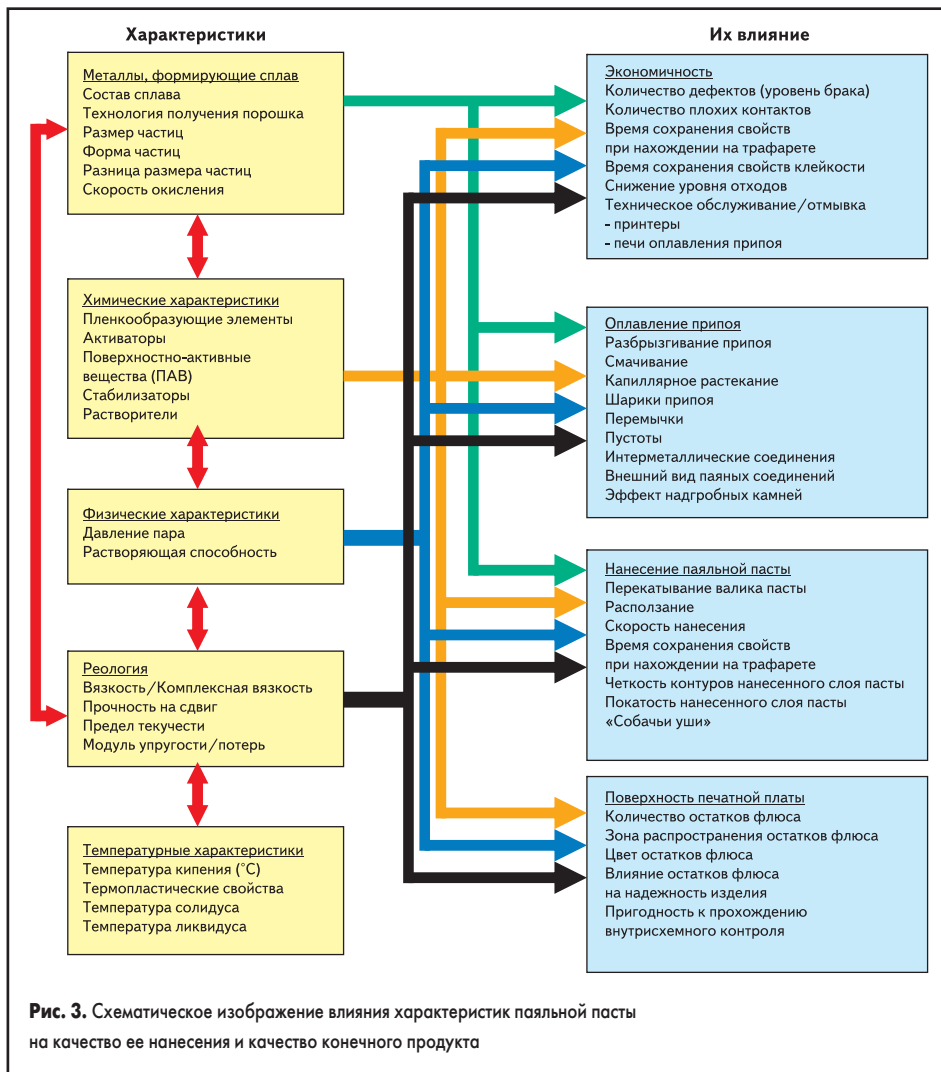 Характеристики
Металлы, формирующие сплав
Состав сплава
Технология получения порошка
Размер частиц
Форма частиц
Разница размера частиц
Скорость окисления
Химические характеристики
Пленкообразующие элементы
Активаторы
Поверхностно-активные
вещества (ПАВ)
Стабилизаторы
Растворители
Физические характеристики
Давление пара
Растворяющая способность
Реология
Вязкость/Комплексная вязкость
Прочность на сдвиг
Предел текучести
Модуль упругости/потерь
Температурные характеристики
Температура кипения (°С)
Термопластические свойства
Температура солидуса
Температура ликвидуса
Их влияние
Экономичность
Количество дефектов (уровень брака)
Количество плохих контактов
Время сохранения свойств
при нахождении на трафарете
Время сохранения свойств клейкости
Снижение уровня отходов
Техническое обслуживание/отмывка
- принтеры
- печи оплавления припоя
Оплавление припоя
Разбрызгивание припоя
Смачивание
Капиллярное растекание
Шарики припоя
Перемычки
Пустоты
Интерметаллические соединения
Внешний вид паяных соединений
Эффект надгробных камней
Нанесение паяльной пасты
Перекатывание валика пасты
Расползание
Скорость нанесения
Время сохранения свойств
при нахождении на трафарете
Четкость контуров нанесенного слоя пасты
Покатость нанесенного слоя пасты
«Собачьи уши»
Поверхность печатной платы
Количество остатков флюса
Зона распространения остатков флюса
Цвет остатков флюса
Влияние остатков флюса
на надежность изделия
Пригодность к прохождению
внутрисхемного контроля
Рис. 3. Схематическое изображение влияния характеристик паяльной пасты
на качество ее нанесения и качество конечного продукта